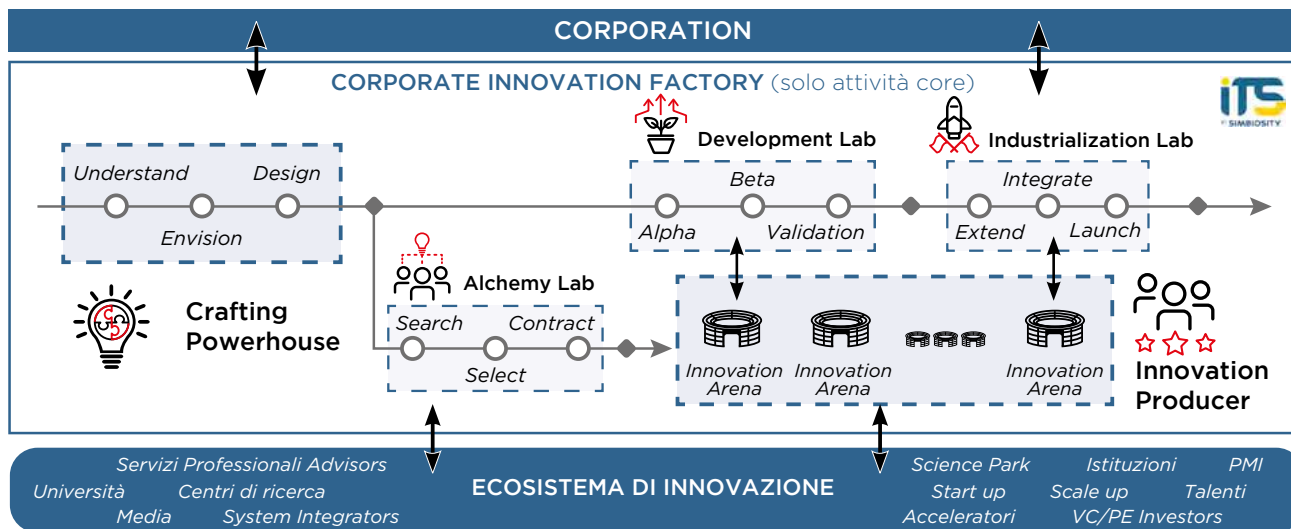 CORPORATION
CORPORATE INNOVATION FACTORY (solo attività core)
iTS
BY SIMBIOSITY
Understand
Design
Envision
Crafting
Powerhouse
Alchemy Lab
Search
Contract
Select
Development Lab
Beta
Alpha
Validation
Industrialization Lab
Integrate
Extend
Launch
Innovation
Arena
Innovation
Arena
Innovation
Arena
Innovation
Producer
ECOSISTEMA DI INNOVAZIONE
Servizi Professionali Advisors
Università Centri di ricerca
Media System Integrators
Science Park Istituzioni PMI
Start up Scale up Talenti
Acceleratori VC/PE Investors